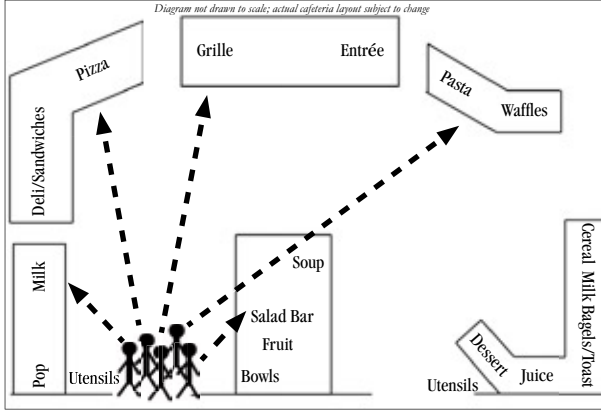 Diagram not drawn to scale; actual cafeteria layout subject to change
Pizza
Grille
Entrée
Pasta
Waffles
Deli/Sandwiches
Milk
Pop
Utensils
Soup
Salad Bar
Fruit
Bowls
Utensils
Dessert
Juice
Cereal Milk Bagels/Toast